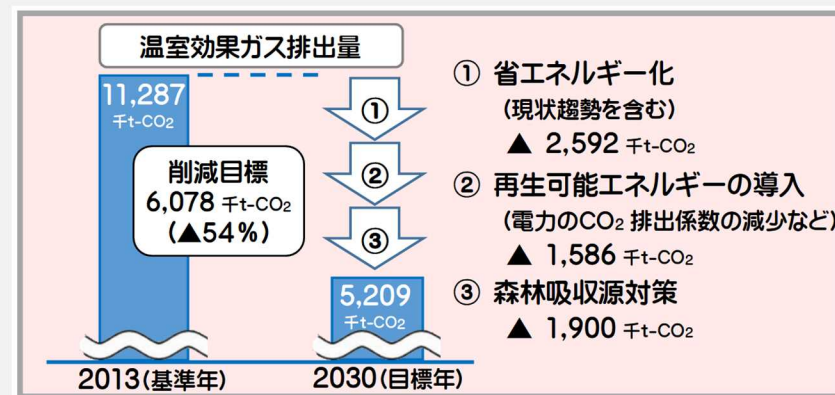 温室効果ガス排出量
11,287
千t-CO₂
削減目標
6,078 千t-CO₂
(▲54%)
①
②
③
5,209
千t-CO₂
2013(基準年)
2030(目標年)
① 省エネルギー化
(現状趨勢を含む)
▲ 2,592 千t-CO₂
② 再生可能エネルギーの導入
(電力のCO₂ 排出係数の減少など)
▲ 1,586 千t-CO₂
③ 森林吸収源対策
▲ 1,900 千t-CO₂